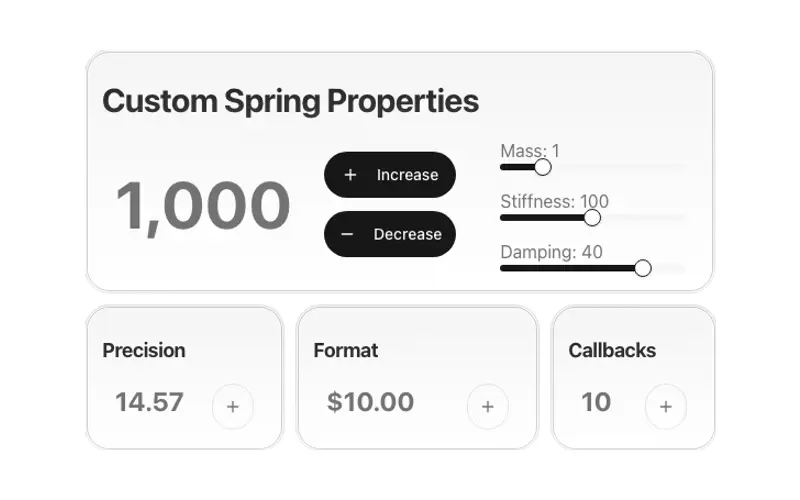 Custom Spring Properties
1,000
+ Increase
− Decrease
Mass: 1
Stiffness: 100
Damping: 40
Precision
14.57 +
Format
$10.00 +
Callbacks
10 +